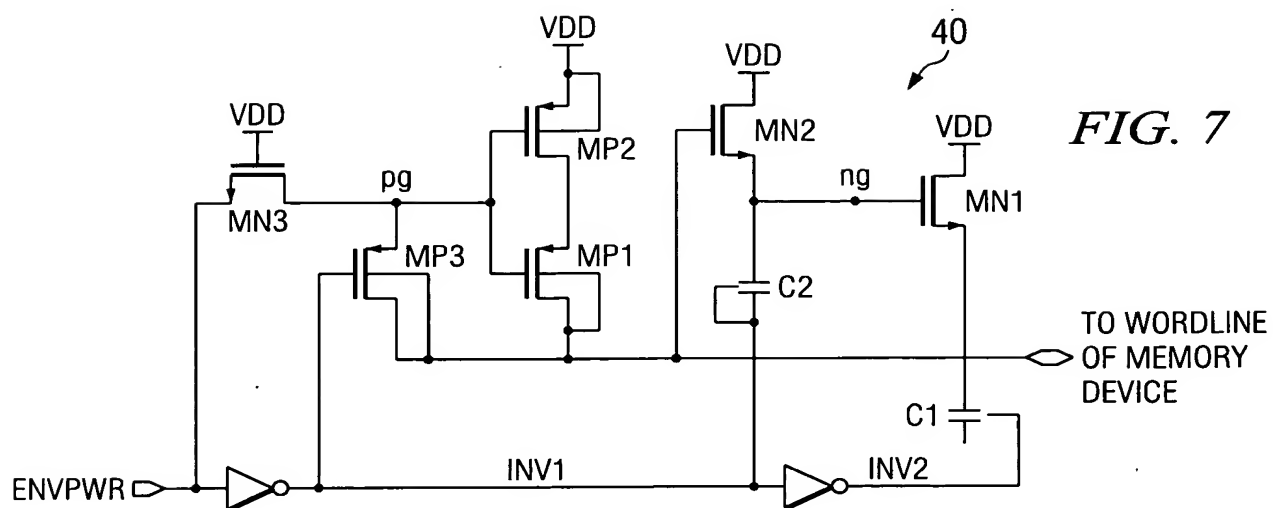 40
VDD
VDD
VDD
VDD
FIG. 7
MN2
MP2
pg
ng
MN1
MN3
MP3
MP1
C2
TO WORDLINE
OF MEMORY
DEVICE
C1
ENVPWR
INV1
INV2